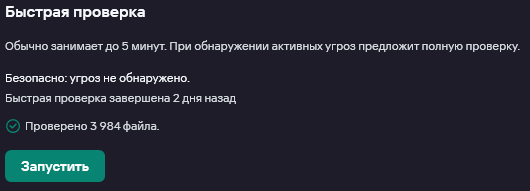 Быстрая проверка
Обычно занимает до 5 минут. При обнаружении активных угроз предложит полную проверку.
Безопасно: угроз не обнаружено.
Быстрая проверка завершена 2 дня назад
Проверено 3 984 файла.
Запустить